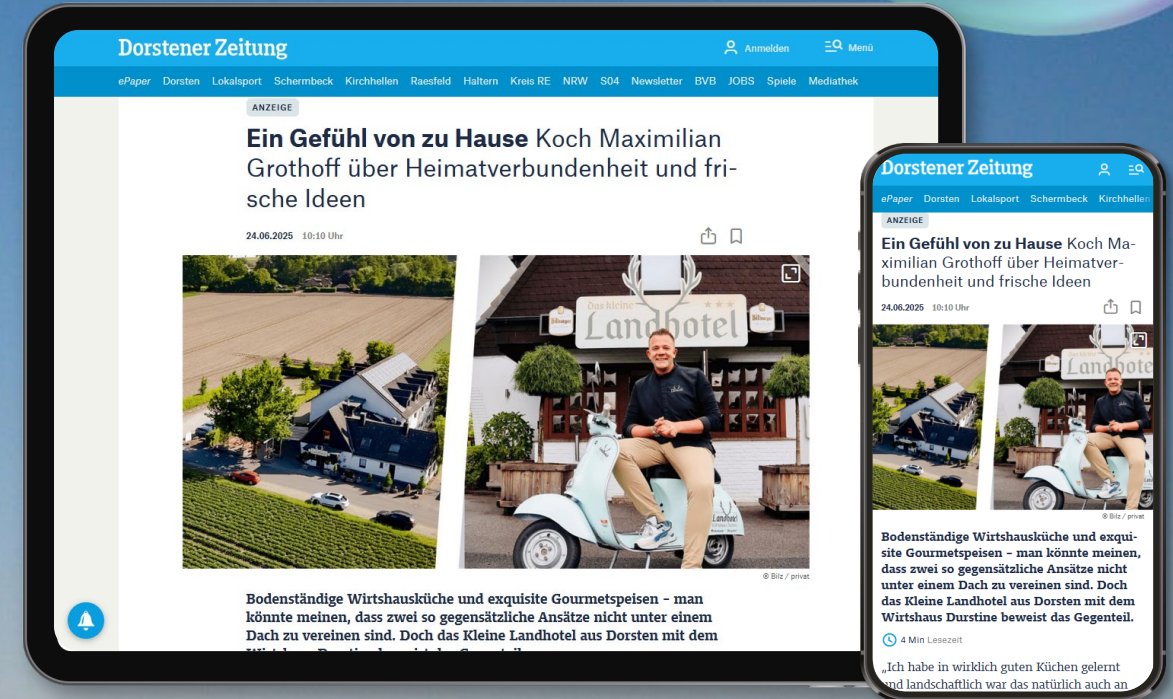 Dorstener Zeitung
Anmelden
Menü
ePaper Dorsten Lokalsport Schermbeck Kirchhellen Raesfeld Haltern Kreis RE NRW S04 Newsletter BVB JOBS Spiele Mediathek
ANZEIGE
Ein Gefühl von zu Hause Koch Maximilian
Grothoff über Heimatverbundenheit und fri-
sche Ideen
24.06.2025 10:10 Uhr
Das kleine
Landhotel
Landhotel
© Bilz / privat
Bodenständige Wirtshausküche und exquisite Gourmetspeisen – man
könnte meinen, dass zwei so gegensätzliche Ansätze nicht unter einem
Dach zu vereinen sind. Doch das Kleine Landhotel aus Dorsten mit dem
Dorstener Zeitung
ePaper Dorsten Lokalsport Schermbeck Kirchhellen
ANZEIGE
Ein Gefühl von zu Hause Koch Ma-
ximilian Grothoff über Heimatver-
bundenheit und frische Ideen
24.06.2025 10:10 Uhr
Landhote
© Bilz / privat
Bodenständige Wirtshausküche und exqui-
site Gourmetspeisen – man könnte meinen,
dass zwei so gegensätzliche Ansätze nicht
unter einem Dach zu vereinen sind. Doch
das Kleine Landhotel aus Dorsten mit dem
Wirtshaus Durstine beweist das Gegenteil.
4 Min Lesezeit
„Ich habe in wirklich guten Küchen gelernt
und landschaftlich war das natürlich auch an